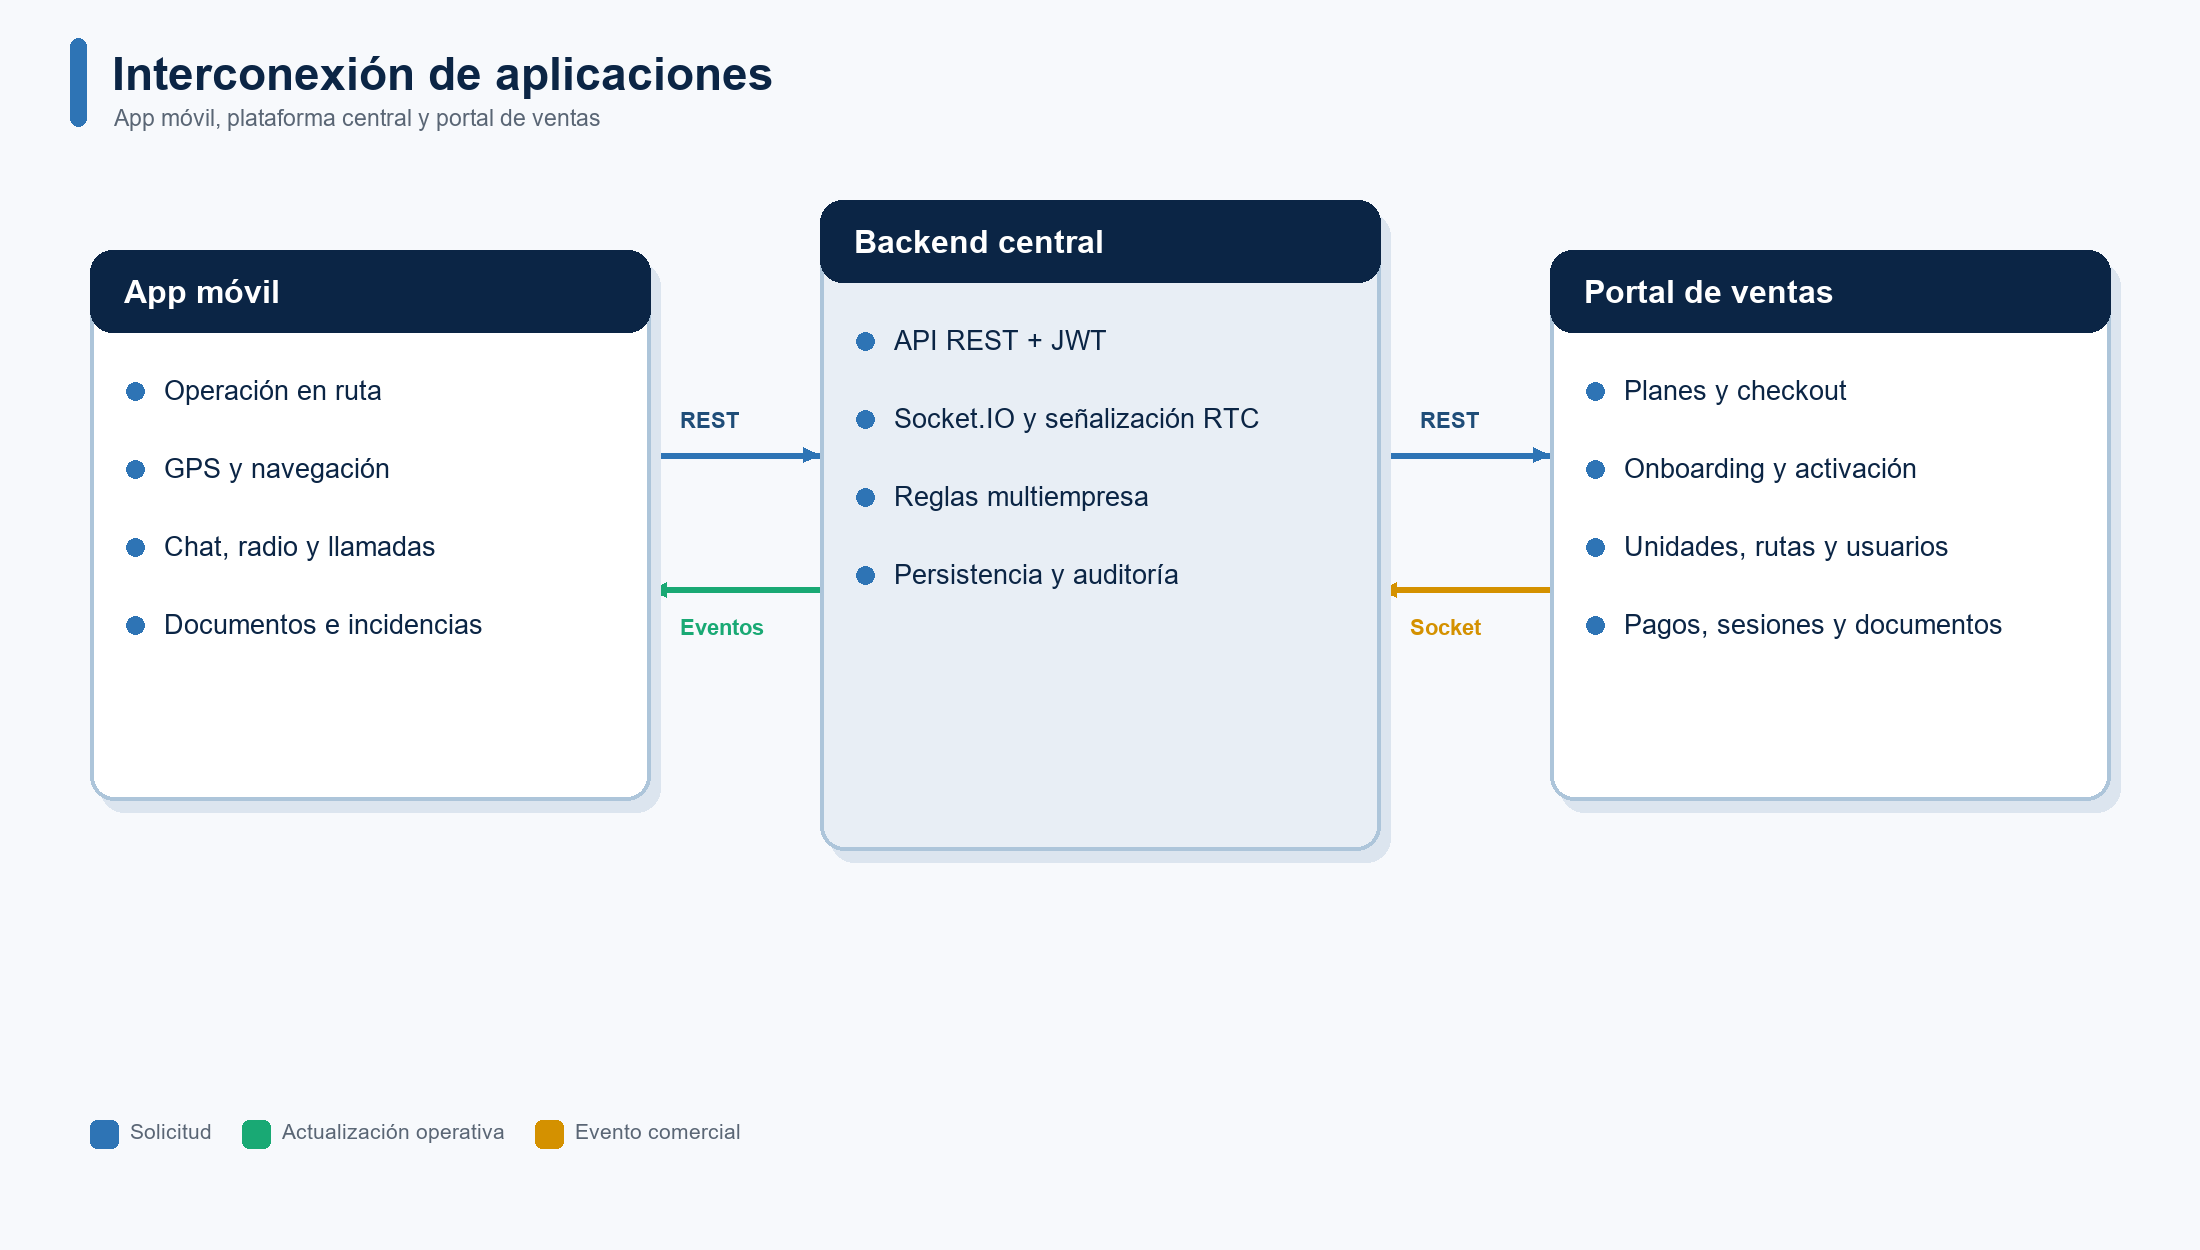 Interconexión de aplicaciones
App móvil, plataforma central y portal de ventas
App móvil
Operación en ruta
GPS y navegación
Chat, radio y llamadas
Documentos e incidencias
REST
Eventos
Backend central
API REST + JWT
Socket.IO y señalización RTC
Reglas multiempresa
Persistencia y auditoría
REST
Socket
Portal de ventas
Planes y checkout
Onboarding y activación
Unidades, rutas y usuarios
Pagos, sesiones y documentos
Solicitud
Actualización operativa
Evento comercial